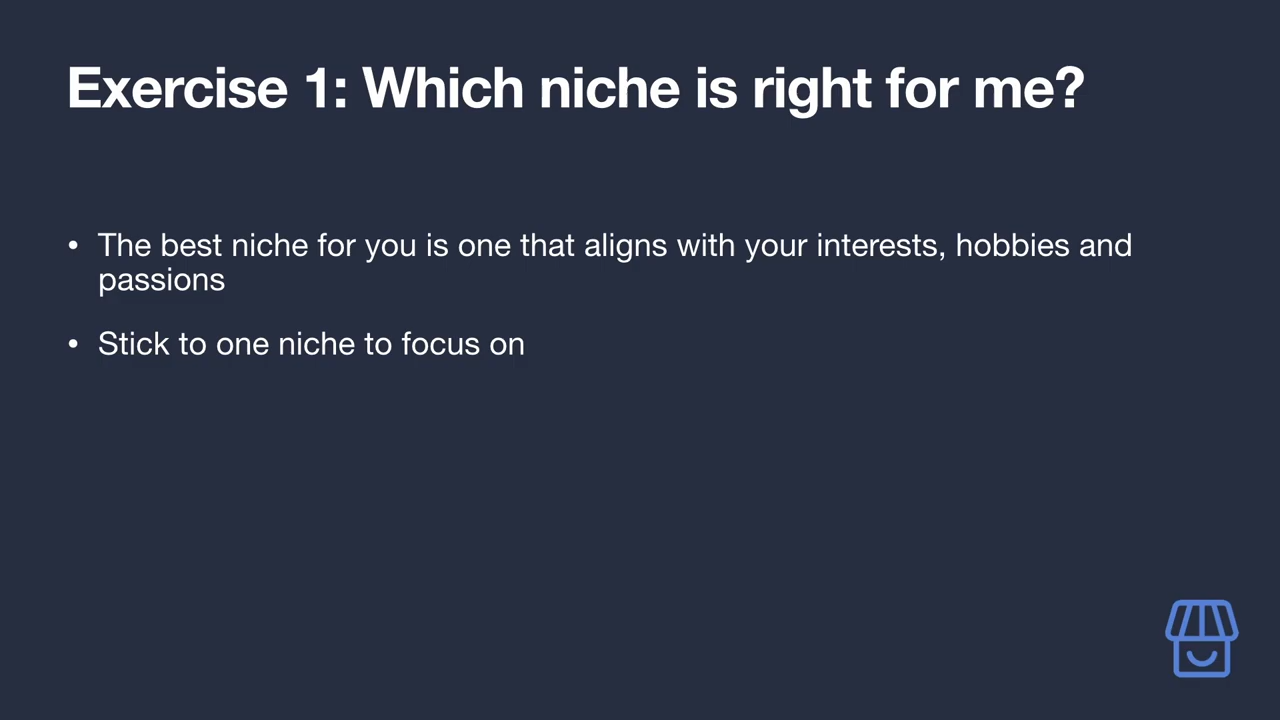 Exercise 1: Which niche is right for me?
• The best niche for you is one that aligns with your interests, hobbies and
passions
• Stick to one niche to focus on